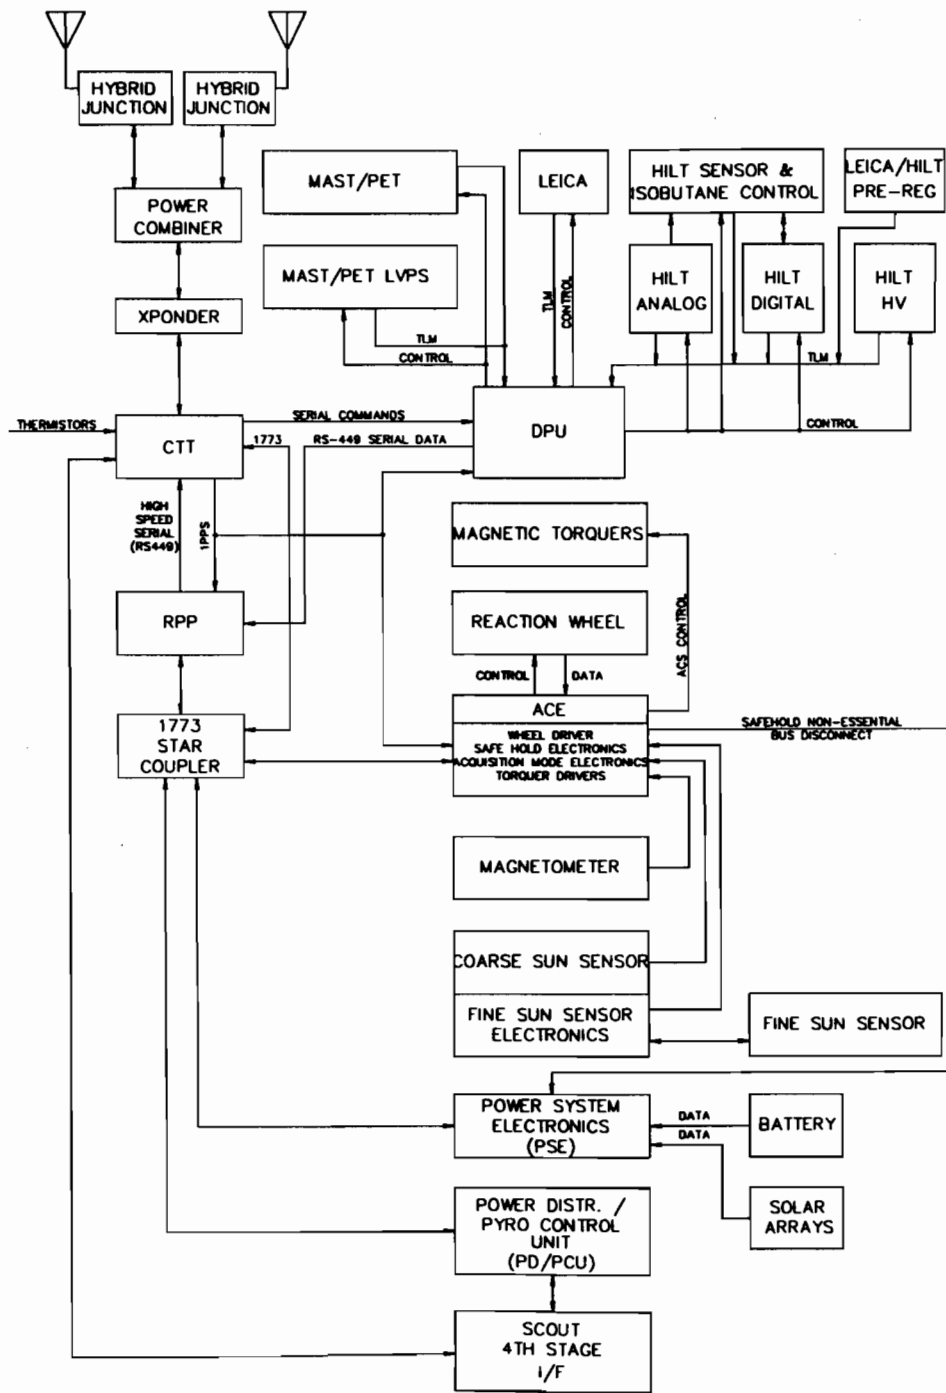 HYBRID
JUNCTION
HYBRID
JUNCTION
POWER
COMBINER
XPONDER
MAST/PET
LEICA
HILT SENSOR &
ISOBUTANE CONTROL
LEICA/HILT
PRE-REG
MAST/PET LVPS
HILT
ANALOG
HILT
DIGITAL
HILT
HV
TLM
CONTROL
TLM
CONTROL
TLM
CONTROL
THERMISTORS
CTT
SERIAL COMMANDS
1773
RS-449 SERIAL DATA
DPU
HIGH
SPEED
SERIAL
(RS449)
1PPS
MAGNETIC TORQUERS
RPP
REACTION WHEEL
ACS CONTROL
CONTROL
DATA
1773
STAR
COUPLER
ACE
WHEEL DRIVER
SAFE HOLD ELECTRONICS
ACQUISITION MODE ELECTRONICS
TORQUER DRIVERS
SAFEHOLD NON-ESSENTIAL
BUS DISCONNECT
MAGNETOMETER
COARSE SUN SENSOR
FINE SUN SENSOR
ELECTRONICS
FINE SUN SENSOR
POWER SYSTEM
ELECTRONICS
(PSE)
DATA
DATA
BATTERY
SOLAR
ARRAYS
POWER DISTR. /
PYRO CONTROL
UNIT
(PD/PCU)
SCOUT
4TH STAGE
I/F